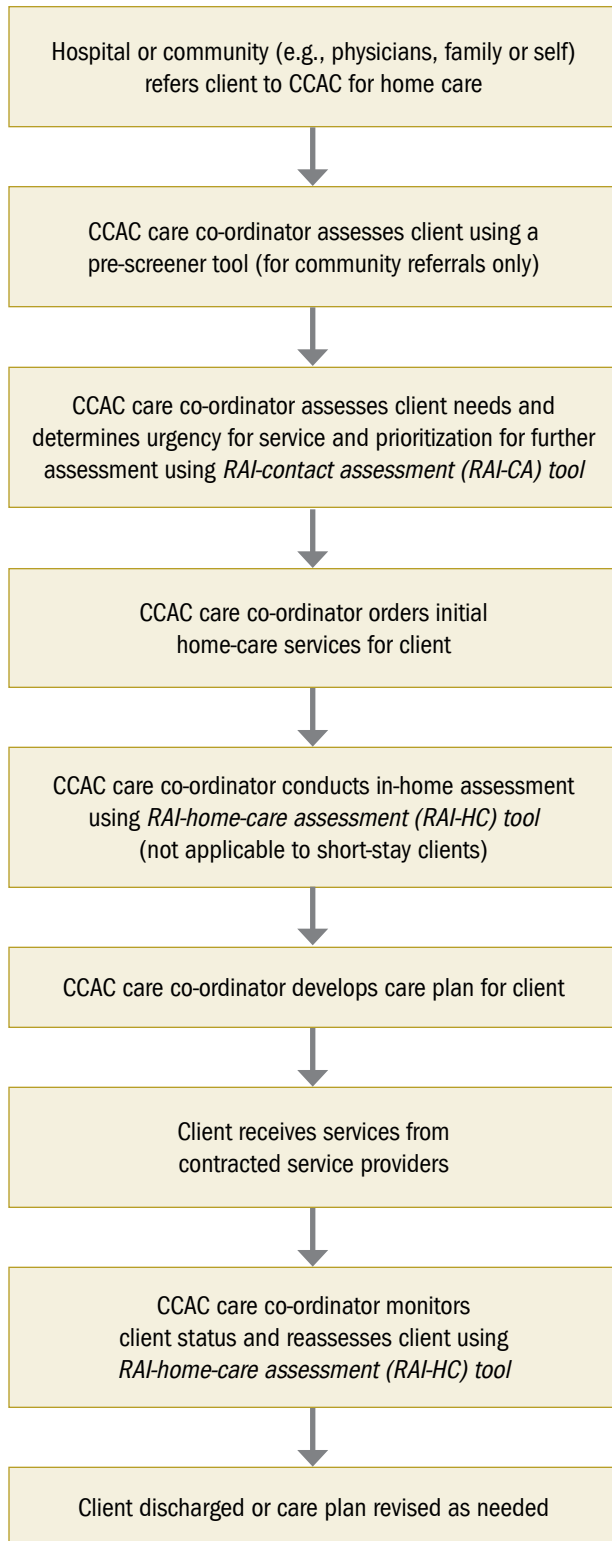 Hospital or community (e.g., physicians, family or self)
refers client to CCAC for home care
CCAC care co-ordinator assesses client using a
pre-screener tool (for community referrals only)
CCAC care co-ordinator assesses client needs and
determines urgency for service and prioritization for further
assessment using RAI-contact assessment (RAI-CA) tool
CCAC care co-ordinator orders initial
home-care services for client
CCAC care co-ordinator conducts in-home assessment
using RAI-home-care assessment (RAI-HC) tool
(not applicable to short-stay clients)
CCAC care co-ordinator develops care plan for client
Client receives services from
contracted service providers
CCAC care co-ordinator monitors
client status and reassesses client using
RAI-home-care assessment (RAI-HC) tool
Client discharged or care plan revised as needed